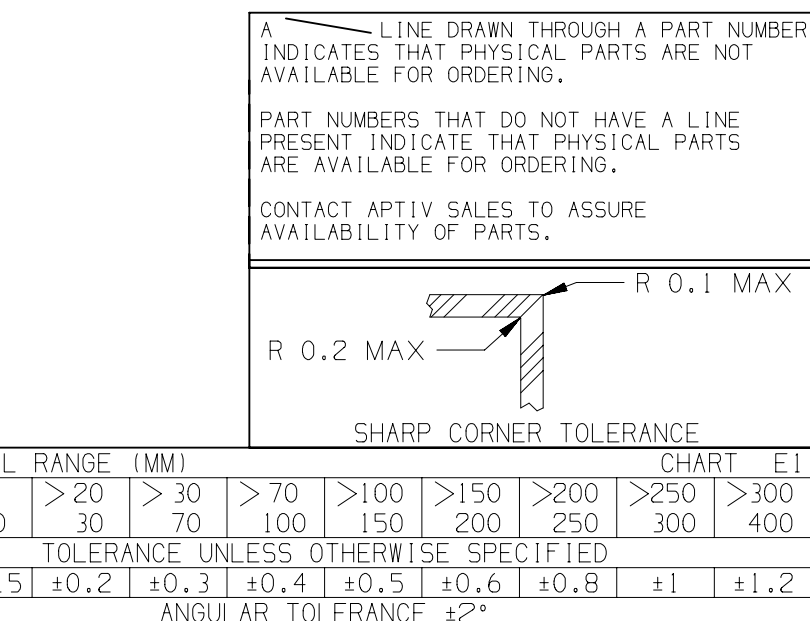 A LINE DRAWN THROUGH A PART NUMBER
INDICATES THAT PHYSICAL PARTS ARE NOT
AVAILABLE FOR ORDERING.
PART NUMBERS THAT DO NOT HAVE A LINE
PRESENT INDICATE THAT PHYSICAL PARTS
ARE AVAILABLE FOR ORDERING.
CONTACT APTIV SALES TO ASSURE
AVAILABILITY OF PARTS.
R 0.1 MAX
R 0.2 MAX
SHARP CORNER TOLERANCE
L RANGE (MM) CHART E1
>20 >30 >70 >100 >150 >200 >250 >300
0 30 70 100 150 200 250 300 400
TOLERANCE UNLESS OTHERWISE SPECIFIED
5 ±0.2 ±0.3 ±0.4 ±0.5 ±0.6 ±0.8 ±1 ±1.2
ANGULAR TOLERANCE ±2°